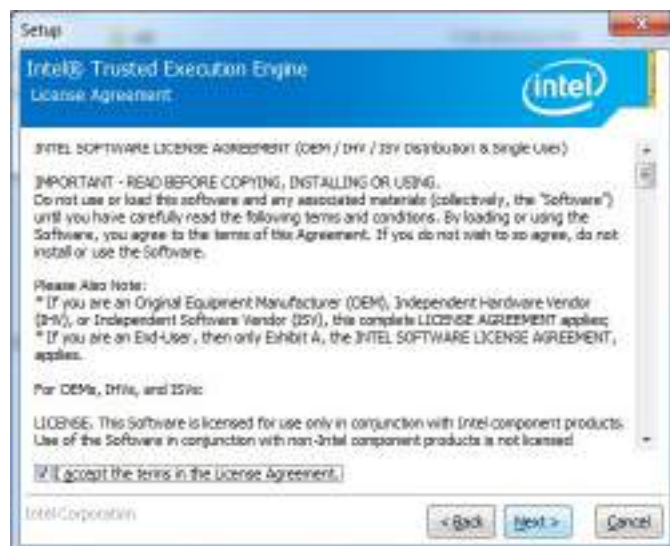 Setup
Intel® Trusted Execution Engine
License Agreement
intel
INTEL SOFTWARE LICENSE AGREEMENT (OEM / IHV / ISV Distribution & Single User)
IMPORTANT - READ BEFORE COPYING, INSTALLING OR USING.
Do not use or load this software and any associated materials (collectively, the "Software")
until you have carefully read the following terms and conditions. By loading or using the
Software, you agree to the terms of this Agreement. If you do not wish to so agree, do not
install or use the Software.
Please Also Note:
* If you are an Original Equipment Manufacturer (OEM), Independent Hardware Vendor
(IHV), or Independent Software Vendor (ISV), this complete LICENSE AGREEMENT applies;
* If you are an End-User, then only Exhibit A, the INTEL SOFTWARE LICENSE AGREEMENT,
applies.
For OEMs, IHVs, and ISVs:
LICENSE. This Software is licensed for use only in conjunction with Intel component products.
Use of the Software in conjunction with non-Intel component products is not licensed
I accept the terms in the License Agreement.
Intel Corporation
< Back
Next >
Cancel